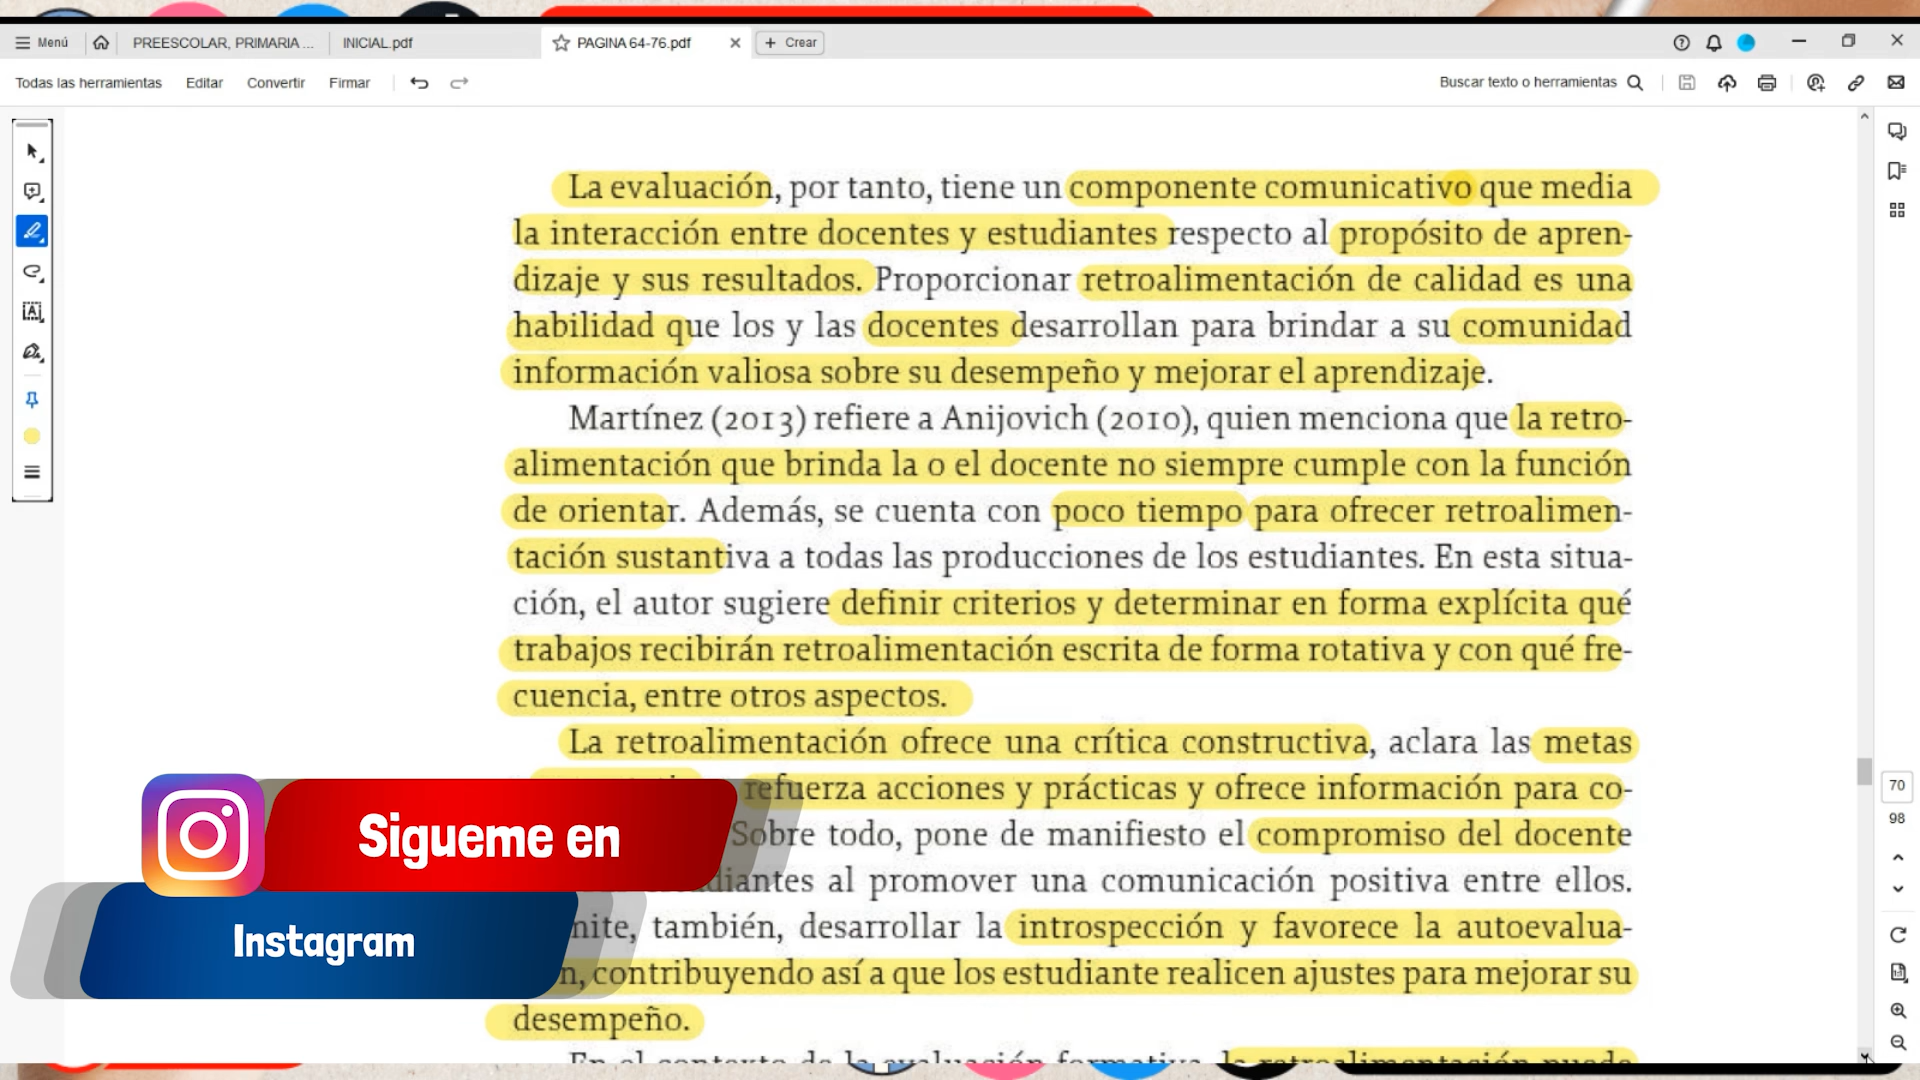 Menú
PREESCOLAR, PRIMARIA ...
INICIAL.pdf
PAGINA 64-76.pdf
Crear
Todas las herramientas
Editar
Convertir
Firmar
Buscar texto o herramientas
La evaluación, por tanto, tiene un componente comunicativo que media
la interacción entre docentes y estudiantes respecto al propósito de apren-
dizaje y sus resultados. Proporcionar retroalimentación de calidad es una
habilidad que los y las docentes desarrollan para brindar a su comunidad
información valiosa sobre su desempeño y mejorar el aprendizaje.
Martínez (2013) refiere a Anijovich (2010), quien menciona que la retro-
alimentación que brinda la o el docente no siempre cumple con la función
de orientar. Además, se cuenta con poco tiempo para ofrecer retroalimen-
tación sustantiva a todas las producciones de los estudiantes. En esta situa-
ción, el autor sugiere definir criterios y determinar en forma explícita qué
trabajos recibirán retroalimentación escrita de forma rotativa y con qué fre-
cuencia, entre otros aspectos.
La retroalimentación ofrece una crítica constructiva, aclara las metas
refuerza acciones y prácticas y ofrece información para co-
Sobre todo, pone de manifiesto el compromiso del docente
diantes al promover una comunicación positiva entre ellos.
mite, también, desarrollar la introspección y favorece la autoevalua-
n, contribuyendo así a que los estudiante realicen ajustes para mejorar su
desempeño.
En el contexto de la evaluación formativa, la retroalimentación puede
70
98
Sigueme en
Instagram